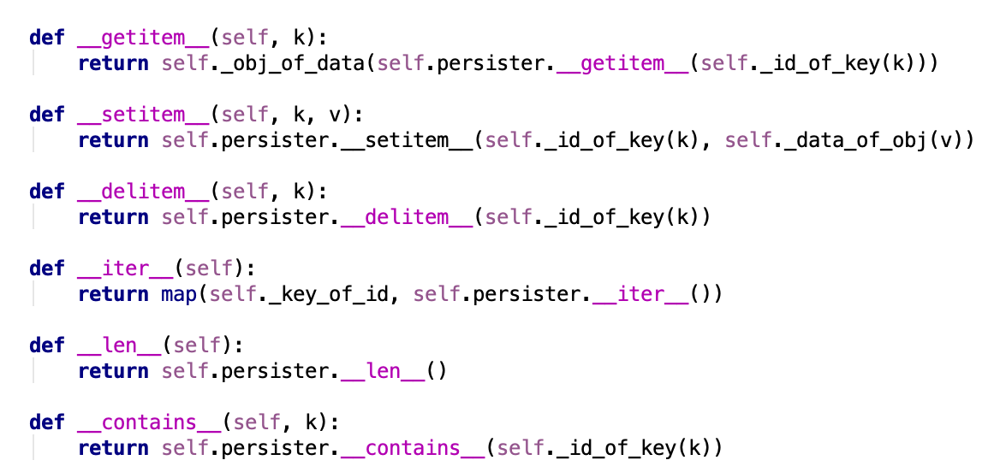 def __getitem__(self, k):
    return self._obj_of_data(self.persister.__getitem__(self._id_of_key(k)))
def __setitem__(self, k, v):
    return self.persister.__setitem__(self._id_of_key(k), self._data_of_obj(v))
def __delitem__(self, k):
    return self.persister.__delitem__(self._id_of_key(k))
def __iter__(self):
    return map(self._key_of_id, self.persister.__iter__())
def __len__(self):
    return self.persister.__len__()
def __contains__(self, k):
    return self.persister.__contains__(self._id_of_key(k))